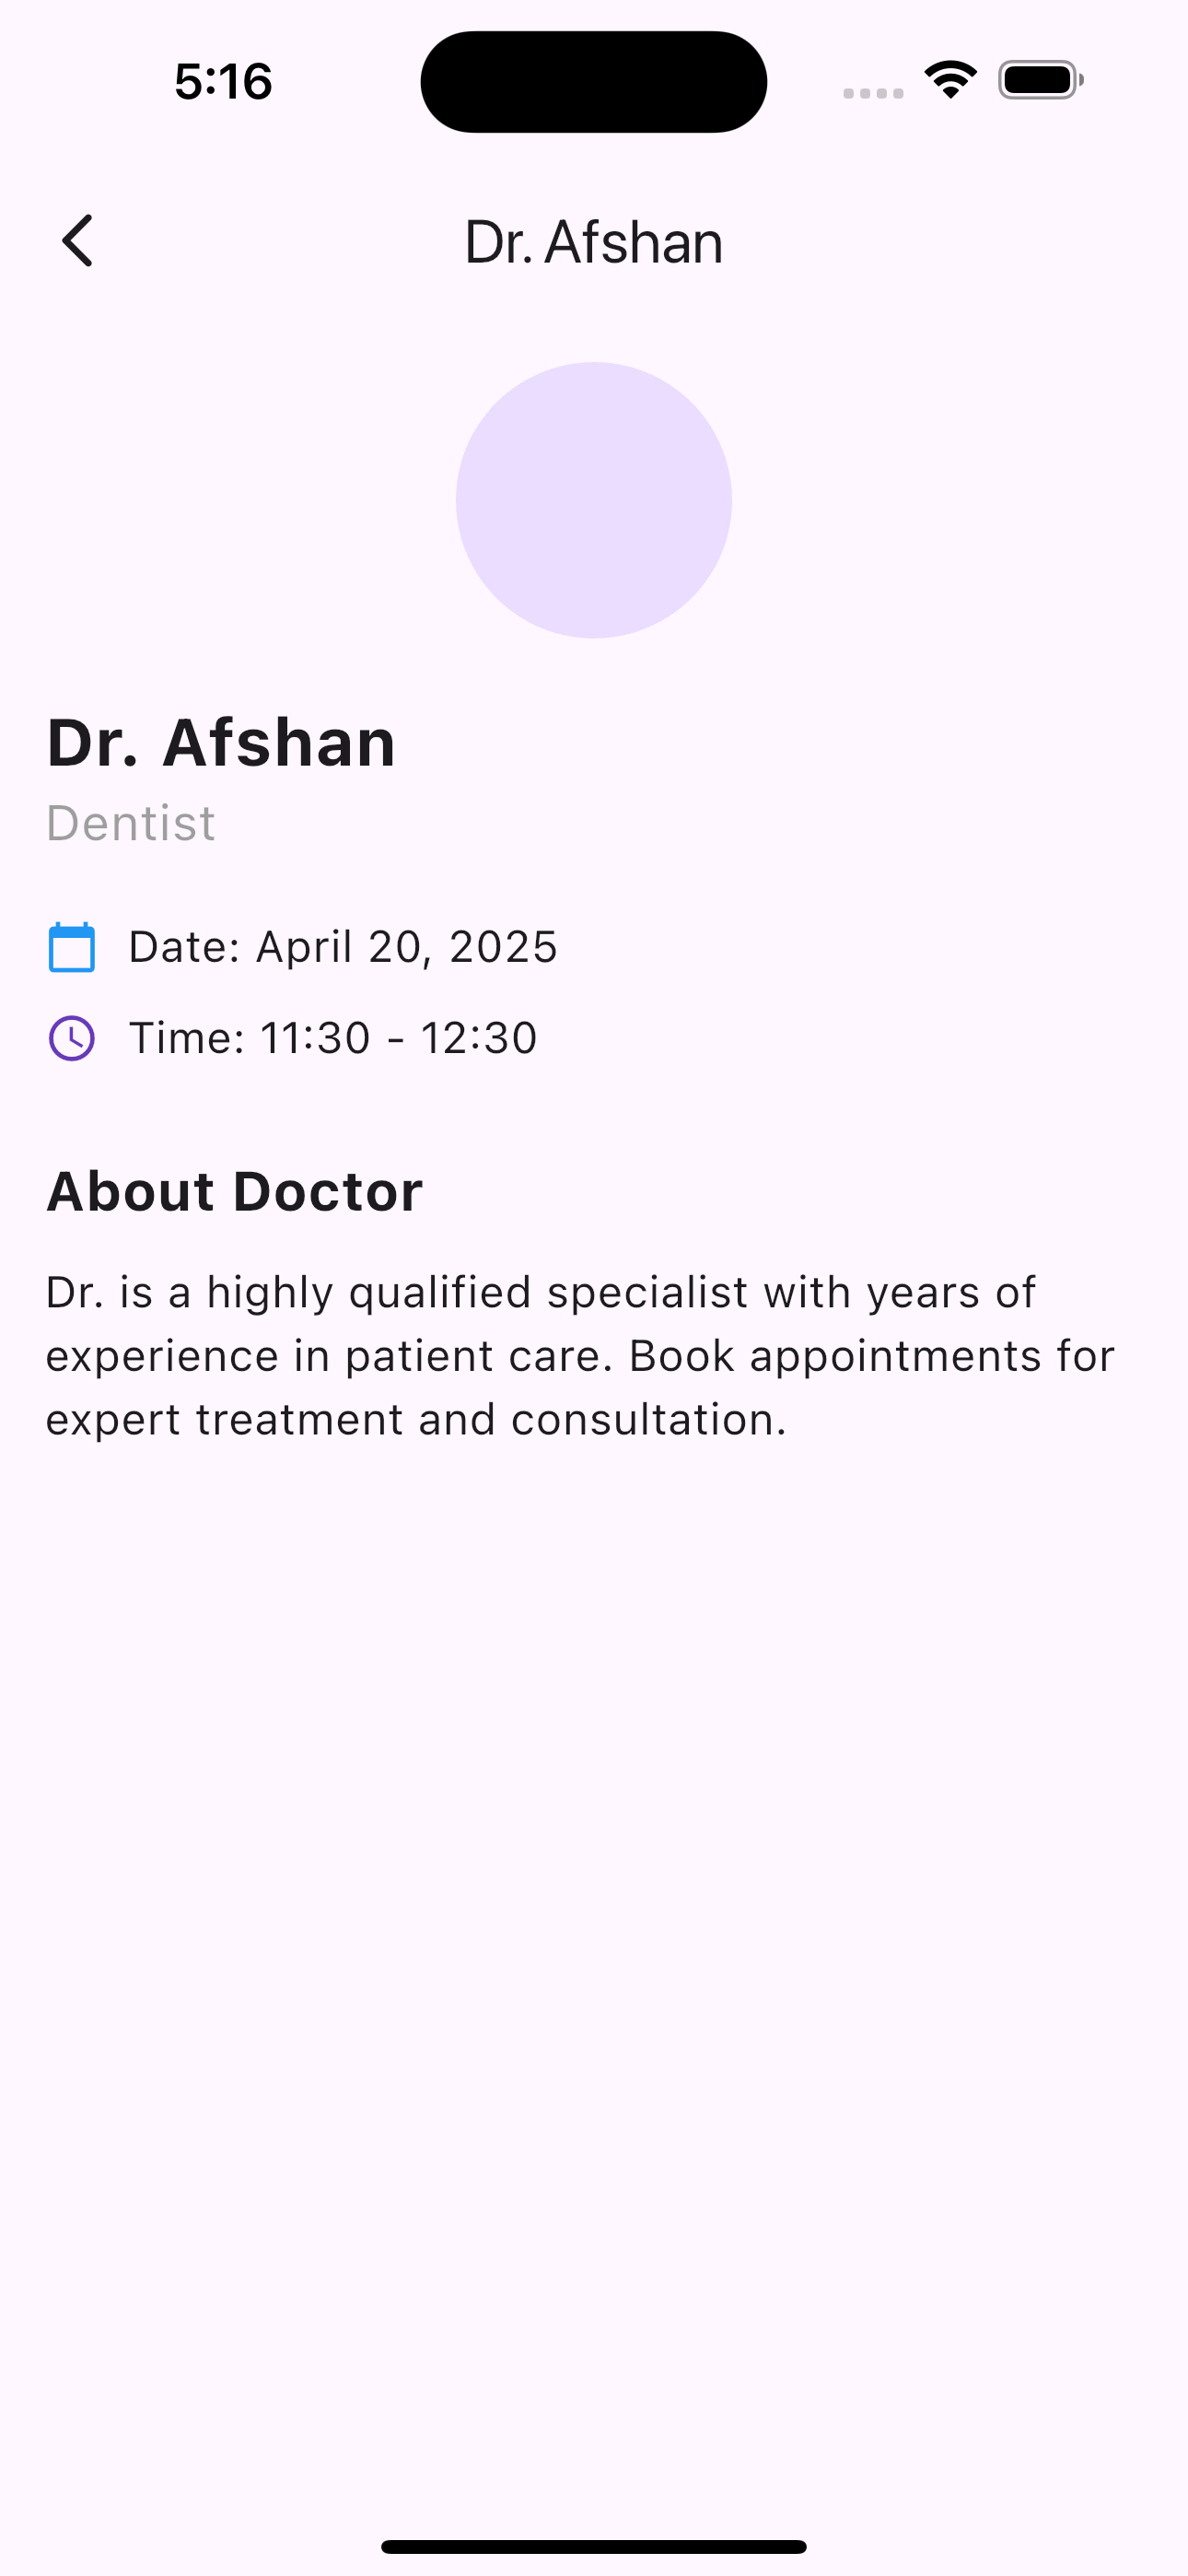 5:16
Dr. Afshan
Dr. Afshan
Dentist
Date: April 20, 2025
Time: 11:30 - 12:30
About Doctor
Dr. is a highly qualified specialist with years of
experience in patient care. Book appointments for
expert treatment and consultation.